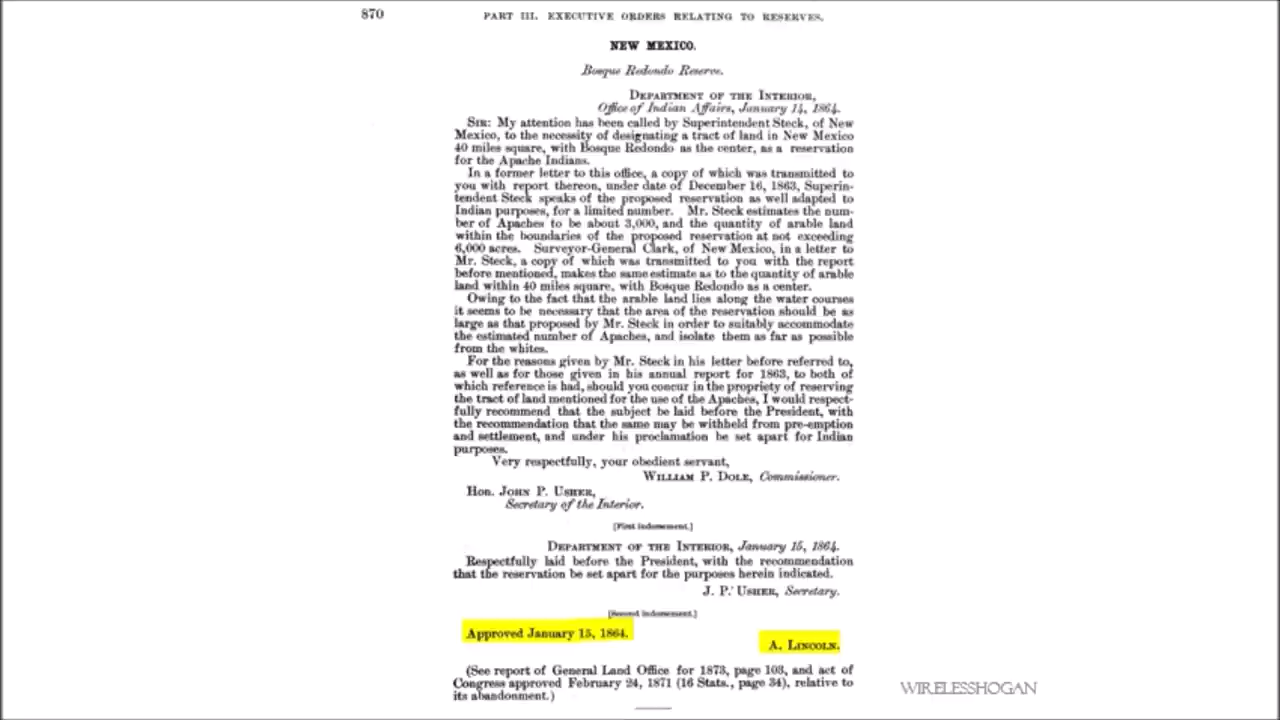 870
PART III. EXECUTIVE ORDERS RELATING TO RESERVES.
NEW MEXICO.
Bosque Redondo Reserve.
DEPARTMENT OF THE INTERIOR,
Office of Indian Affairs, January 14, 1864.
SIR: My attention has been called by Superintendent Steck, of New
Mexico, to the necessity of designating a tract of land in New Mexico
40 miles square, with Bosque Redondo as the center, as a reservation
for the Apache Indians.
In a former letter to this office, a copy of which was transmitted to
you with report thereon, under date of December 16, 1863, Superin-
tendent Steck speaks of the proposed reservation as well adapted to
Indian purposes, for a limited number. Mr. Steck estimates the num-
ber of Apaches to be about 3,000, and the quantity of arable land
within the boundaries of the proposed reservation at not exceeding
6,000 acres. Surveyor-General Clark, of New Mexico, in a letter to
Mr. Steck, a copy of which was transmitted to you with the report
before mentioned, makes the same estimate as to the quantity of arable
land within 40 miles square, with Bosque Redondo as a center.
Owing to the fact that the arable land lies along the water courses
it seems to be necessary that the area of the reservation should be as
large as that proposed by Mr. Steck in order to suitably accommodate
the estimated number of Apaches, and isolate them as far as possible
from the whites.
For the reasons given by Mr. Steck in his letter before referred to,
as well as for those given in his annual report for 1863, to both of
which reference is had, should you concur in the propriety of reserving
the tract of land mentioned for the use of the Apaches, I would respect-
fully recommend that the subject be laid before the President, with
the recommendation that the same may be withheld from pre-emption
and settlement, and under his proclamation be set apart for Indian
purposes.
Very respectfully, your obedient servant,
WILLIAM P. DOLE, Commissioner.
Hon. JOHN P. USHER,
Secretary of the Interior.
[First indorsement.]
DEPARTMENT OF THE INTERIOR, January 15, 1864.
Respectfully laid before the President, with the recommendation
that the reservation be set apart for the purposes herein indicated.
J. P. USHER, Secretary.
[Second indorsement.]
Approved January 15, 1864.
A. LINCOLN.
(See report of General Land Office for 1873, page 103, and act of
Congress approved February 24, 1871 (16 Stats., page 34), relative to
its abandonment.)
WIRELESSHOGAN